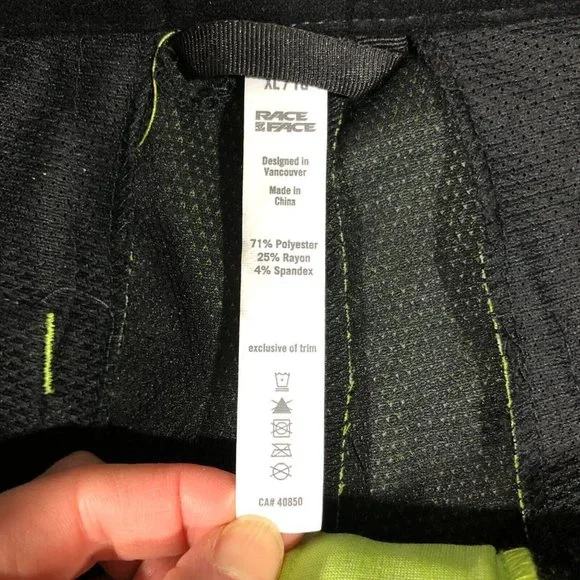 XL / TG
RACE
FACE
Designed in
Vancouver
Made in
China
71% Polyester
25% Rayon
4% Spandex
exclusive of trim
CA# 40850